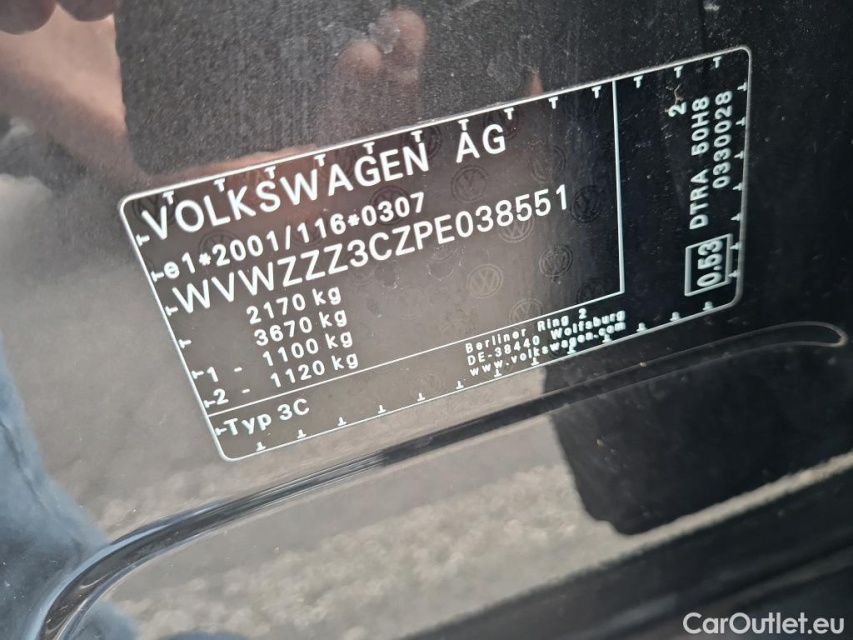 VOLKSWAGEN AG
e1*2001/116*0307
WVWZZZ3CZPE038551
2170 kg
3670 kg
1 - 1100 kg
2 - 1120 kg
Typ 3C
Berliner Ring 2
DE-38440 Wolfsburg
www.volkswagen.com
2
DTRA 50H8
0330028
0.53
CarOutlet.eu